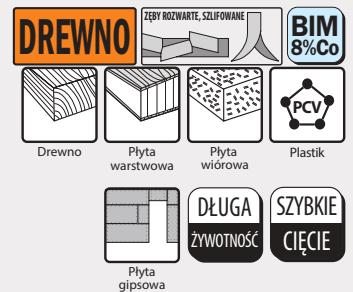 DREWNO
ZĘBY ROZWARTE, SZLIFOWANE
BIM
8%Co
PCV
Drewno
Płyta
warstwowa
Płyta
wiórowa
Plastik
DŁUGA
ŻYWOTNOŚĆ
SZYBKIE
CIĘCIE
Płyta
gipsowa